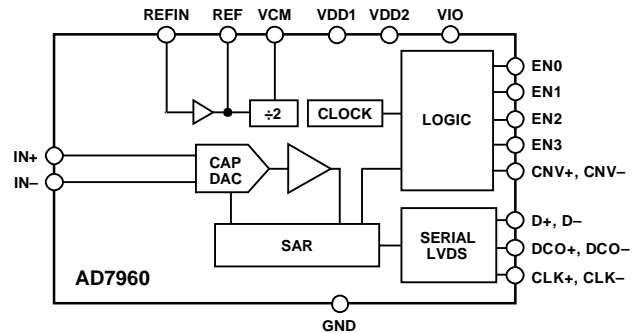 REFIN REF VCM VDD1 VDD2 VIO
EN0
÷2 CLOCK LOGIC
EN1
EN2
EN3
IN+
CAP
DAC
CNV+, CNV−
IN−
D+, D−
SAR
SERIAL
LVDS
DCO+, DCO−
AD7960
CLK+, CLK−
GND